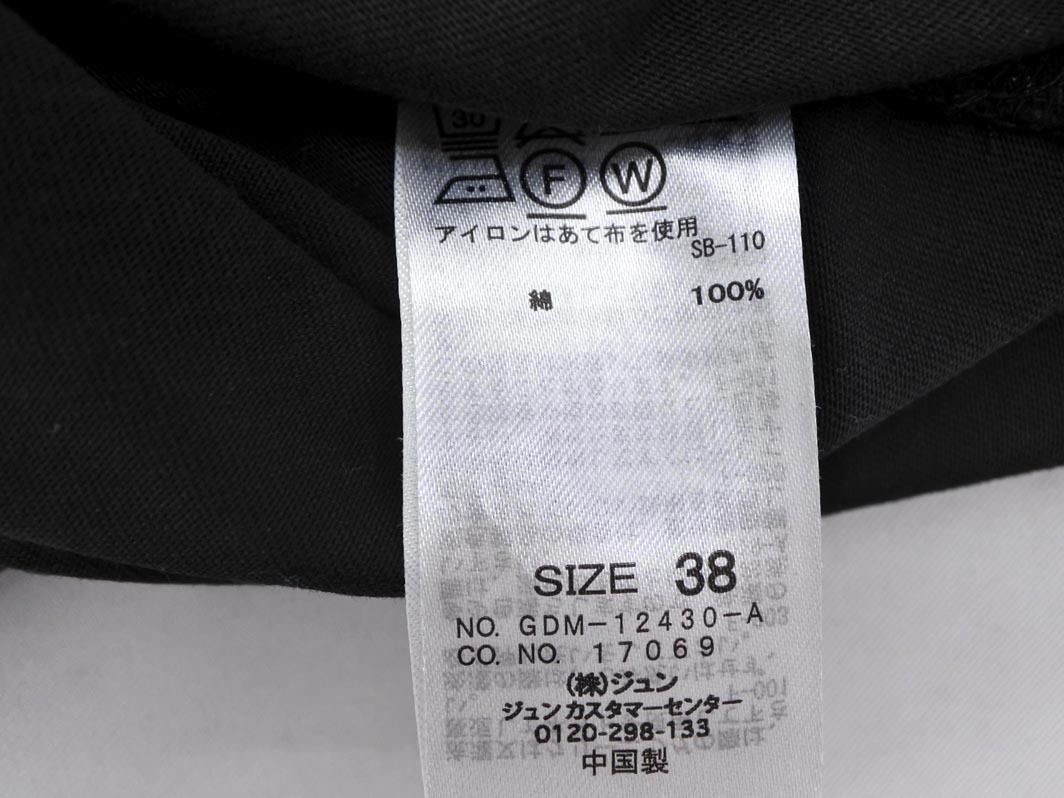 30
F W
アイロンはあて布を使用
SB-110
綿 100%
SIZE 38
NO. GDM-12430-A
CO. NO. 17069
(株)ジュン
ジュンカスタマーセンター
0120-298-133
中国製